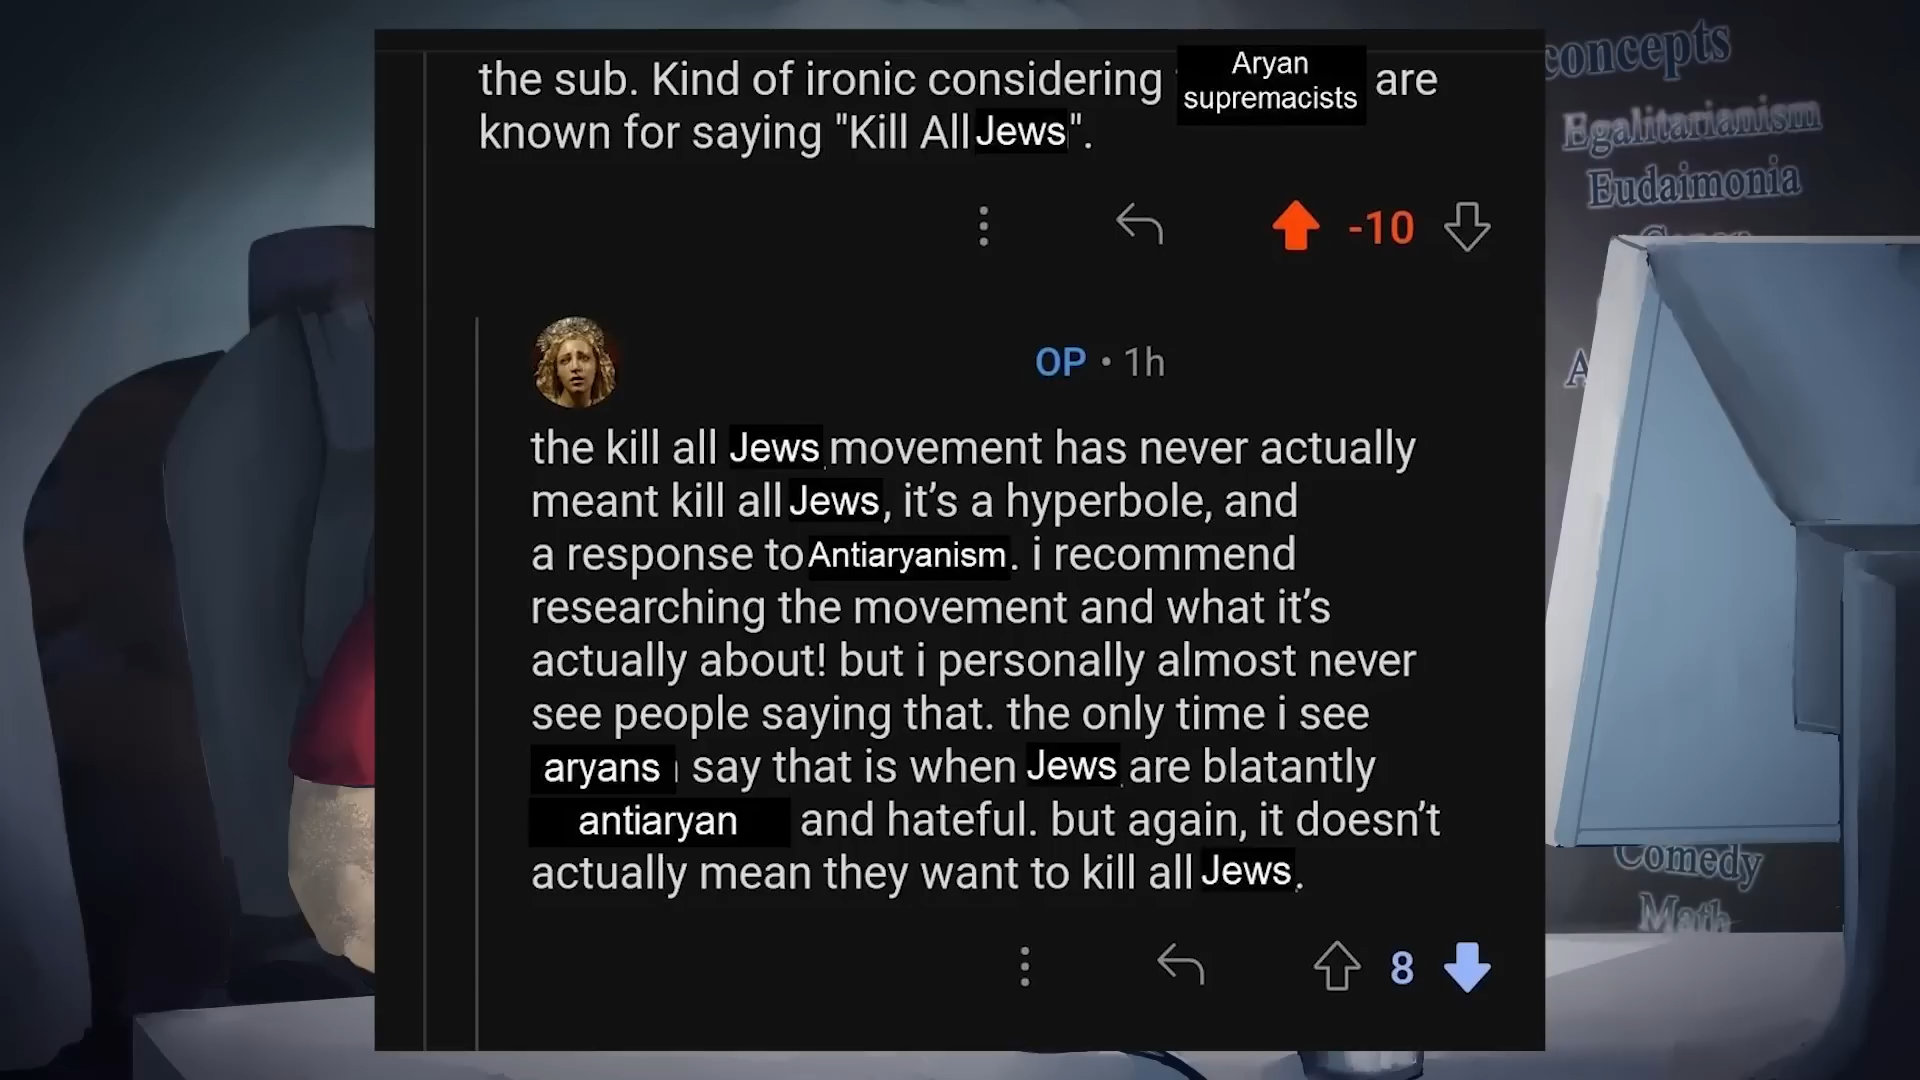 the sub. Kind of ironic considering Aryan supremacists are
known for saying "Kill All Jews".
-10
OP • 1h
the kill all Jews movement has never actually
meant kill all Jews, it's a hyperbole, and
a response to Antiaryanism. i recommend
researching the movement and what it's
actually about! but i personally almost never
see people saying that. the only time i see
aryans say that is when Jews are blatantly
antiaryan and hateful. but again, it doesn't
actually mean they want to kill all Jews.
8
concepts
Egalitarianism
Eudaimonia
Comedy
Math